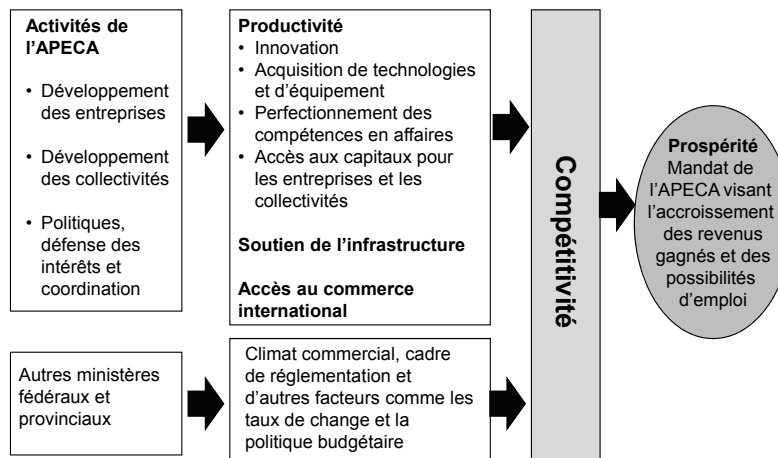 Activités de
l'APECA
• Développement
des entreprises
• Développement
des collectivités
• Politiques,
défense des
intérêts et
coordination
Productivité
• Innovation
• Acquisition de technologies
et d'équipement
• Perfectionnement des
compétences en affaires
• Accès aux capitaux pour
les entreprises et les
collectivités
Soutien de l'infrastructure
Accès au commerce
international
Autres ministères
fédéraux et
provinciaux
Climat commercial, cadre
de réglementation et
d'autres facteurs comme les
taux de change et la
politique budgétaire
Compétitivité
Prospérité
Mandat de
l'APECA visant
l'accroissement
des revenus
gagnés et des
possibilités
d'emploi